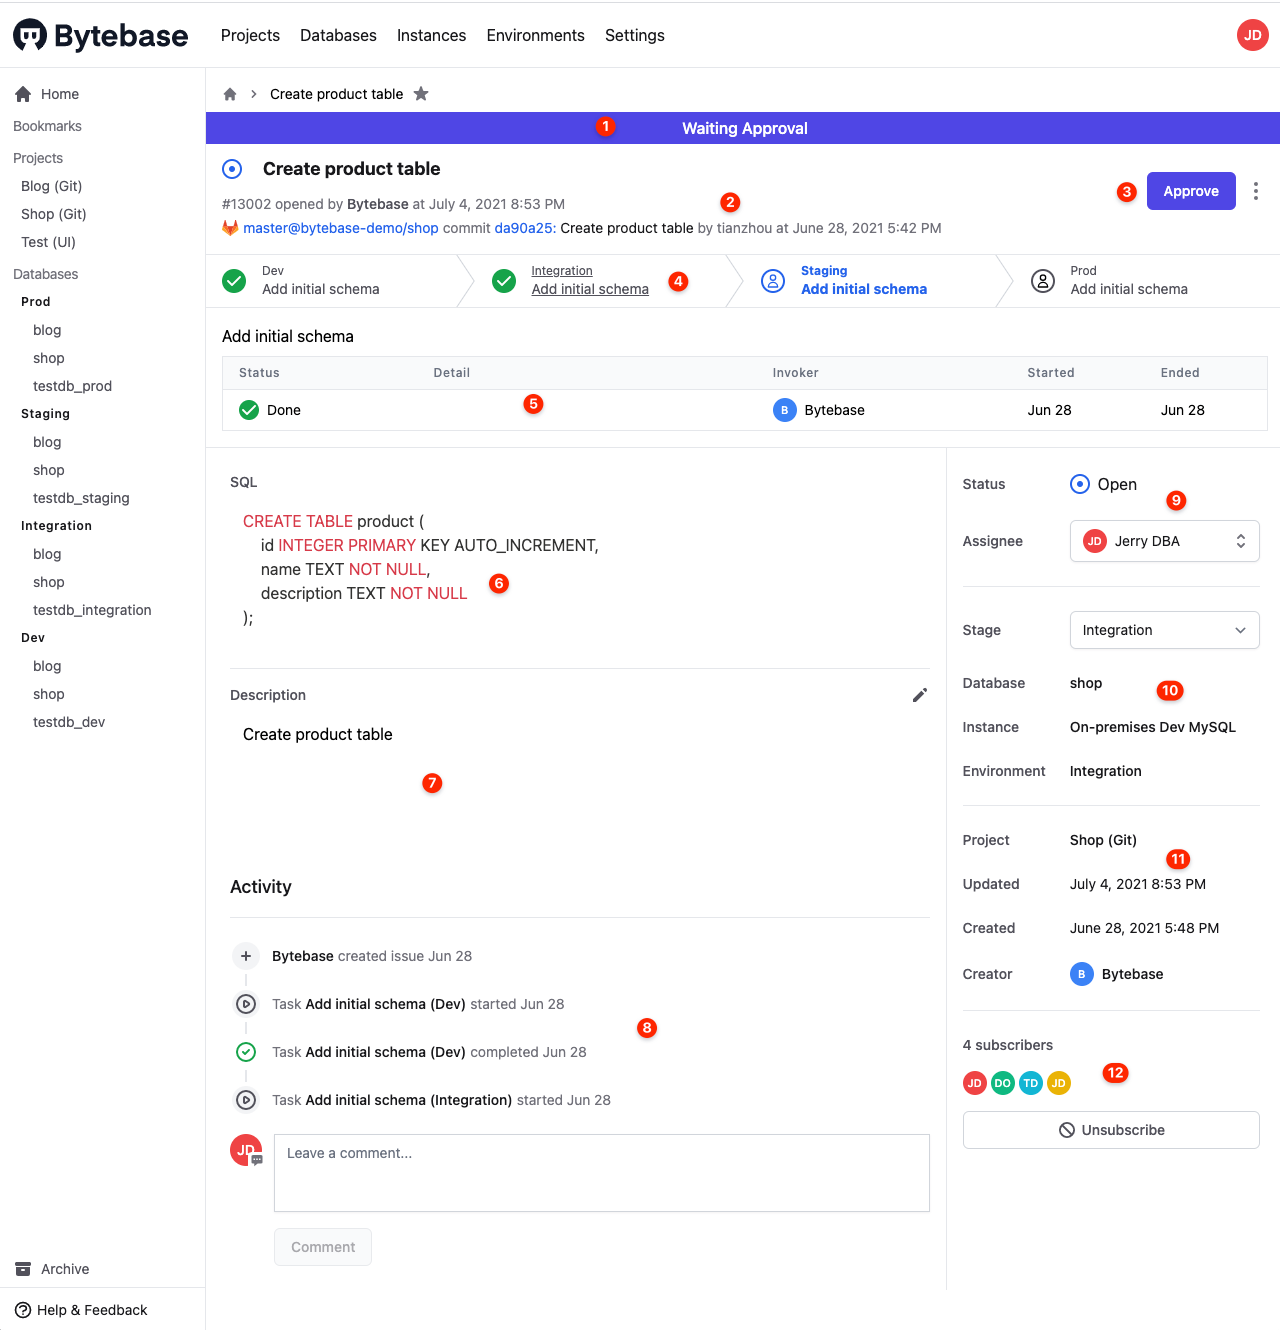 Bytebase
Projects Databases Instances Environments Settings
JD
Home
Bookmarks
Projects
Blog (Git)
Shop (Git)
Test (UI)
Databases
Prod
blog
shop
testdb_prod
Staging
blog
shop
testdb_staging
Integration
blog
shop
testdb_integration
Dev
blog
shop
testdb_dev
Archive
Help & Feedback
Create product table
1 Waiting Approval
Create product table
#13002 opened by Bytebase at July 4, 2021 8:53 PM
2
master@bytebase-demo/shop commit da90a25: Create product table by tianzhou at June 28, 2021 5:42 PM
3 Approve
Dev
Add initial schema
Integration
Add initial schema
4
Staging
Add initial schema
Prod
Add initial schema
Add initial schema
Status Detail Invoker Started Ended
Done 5 B Bytebase Jun 28 Jun 28
SQL
CREATE TABLE product (
id INTEGER PRIMARY KEY AUTO_INCREMENT,
name TEXT NOT NULL,
description TEXT NOT NULL
);
6
Description
Create product table
7
Activity
Bytebase created issue Jun 28
Task Add initial schema (Dev) started Jun 28
8
Task Add initial schema (Dev) completed Jun 28
Task Add initial schema (Integration) started Jun 28
JD
Leave a comment...
Comment
Status Open
9
Assignee JD Jerry DBA
Stage Integration
Database shop
10
Instance On-premises Dev MySQL
Environment Integration
Project Shop (Git)
11
Updated July 4, 2021 8:53 PM
Created June 28, 2021 5:48 PM
Creator B Bytebase
4 subscribers
12
JD DO TD JD
Unsubscribe